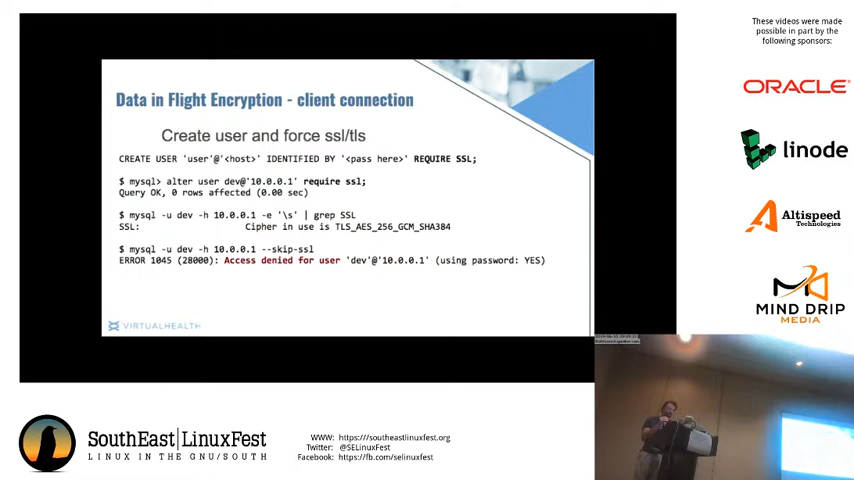 These videos were made
possible in part by the
following sponsors:
ORACLE
linode
Altispeed
Technologies
MIND DRIP
MEDIA
Data in Flight Encryption - client connection
Create user and force ssl/tls
CREATE USER 'user'@'<host>' IDENTIFIED BY '<pass here>' REQUIRE SSL;
$ mysql> alter user dev@'10.0.0.1' require ssl;
Query OK, 0 rows affected (0.00 sec)
$ mysql -u dev -h 10.0.0.1 -e '\s' | grep SSL
SSL: Cipher in use is TLS_AES_256_GCM_SHA384
$ mysql -u dev -h 10.0.0.1 --skip-ssl
ERROR 1045 (28000): Access denied for user 'dev'@'10.0.0.1' (using password: YES)
VIRTUALHEALTH
SouthEast|LinuxFest
LINUX IN THE GNU/SOUTH
WWW: https:///southeastlinuxfest.org
Twitter: @SELinuxFest
Facebook: https://fb.com/selinuxfest